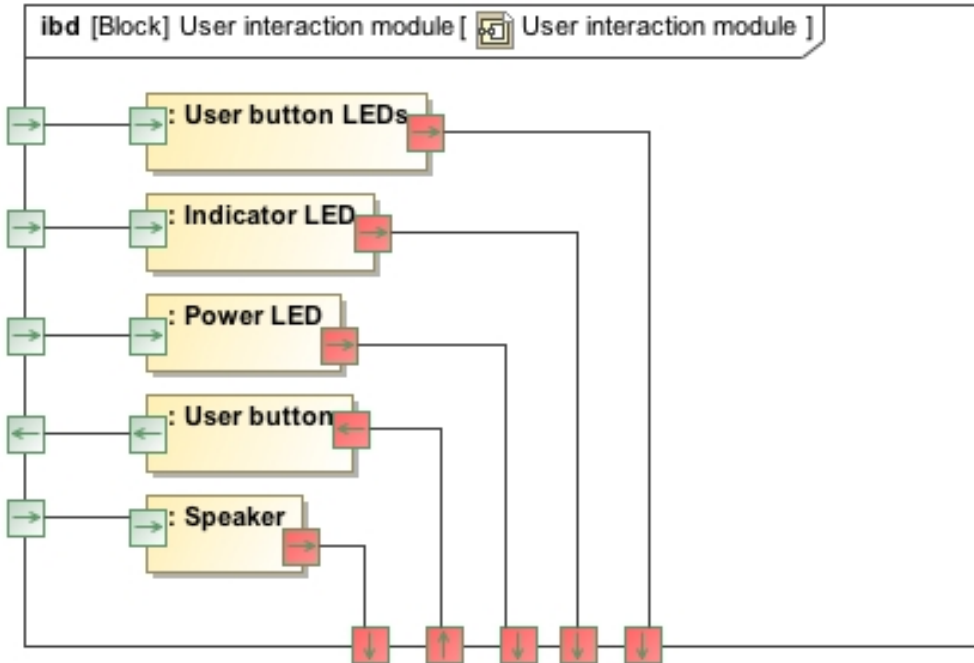 ibd [Block] User interaction module [ User interaction module ]
: User button LEDs
: Indicator LED
: Power LED
: User button
: Speaker